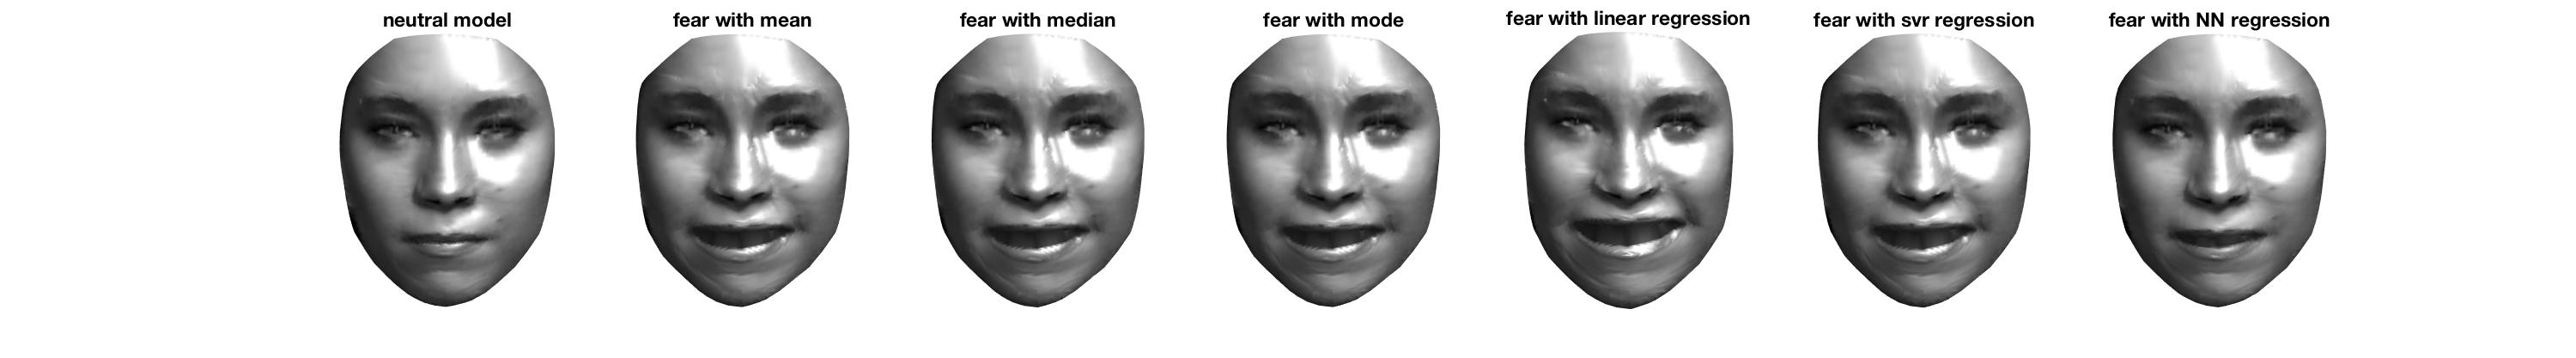 neutral model
fear with mean
fear with median
fear with mode
fear with linear regression
fear with svr regression
fear with NN regression